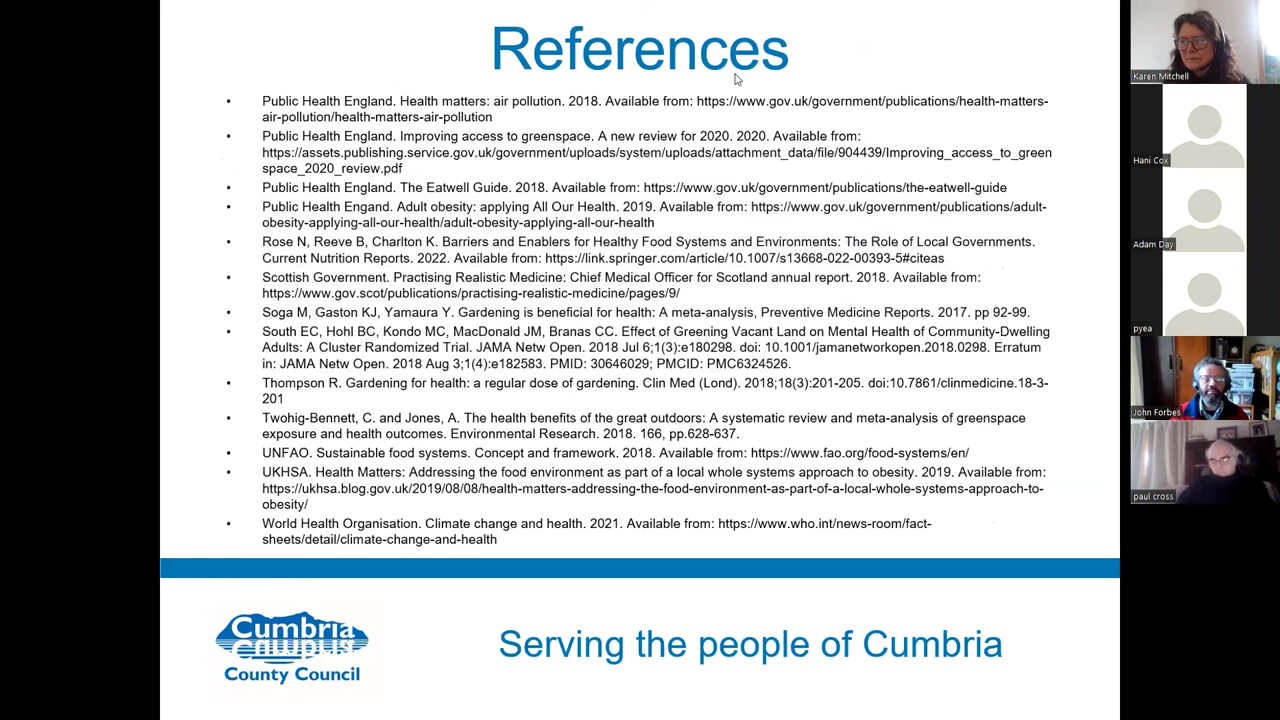 References
Public Health England. Health matters: air pollution. 2018. Available from: https://www.gov.uk/government/publications/health-matters-
air-pollution/health-matters-air-pollution
Public Health England. Improving access to greenspace. A new review for 2020. 2020. Available from:
https://assets.publishing.service.gov.uk/government/uploads/system/uploads/attachment_data/file/904439/Improving_access_to_green
space_2020_review.pdf
Public Health England. The Eatwell Guide. 2018. Available from: https://www.gov.uk/government/publications/the-eatwell-guide
Public Health Engand. Adult obesity: applying All Our Health. 2019. Available from: https://www.gov.uk/government/publications/adult-
obesity-applying-all-our-health/adult-obesity-applying-all-our-health
Rose N, Reeve B, Charlton K. Barriers and Enablers for Healthy Food Systems and Environments: The Role of Local Governments.
Current Nutrition Reports. 2022. Available from: https://link.springer.com/article/10.1007/s13668-022-00393-5#citeas
Scottish Government. Practising Realistic Medicine: Chief Medical Officer for Scotland annual report. 2018. Available from:
https://www.gov.scot/publications/practising-realistic-medicine/pages/9/
Soga M, Gaston KJ, Yamaura Y. Gardening is beneficial for health: A meta-analysis, Preventive Medicine Reports. 2017. pp 92-99.
South EC, Hohl BC, Kondo MC, MacDonald JM, Branas CC. Effect of Greening Vacant Land on Mental Health of Community-Dwelling
Adults: A Cluster Randomized Trial. JAMA Netw Open. 2018 Jul 6;1(3):e180298. doi: 10.1001/jamanetworkopen.2018.0298. Erratum
in: JAMA Netw Open. 2018 Aug 3;1(4):e182583. PMID: 30646029; PMCID: PMC6324526.
Thompson R. Gardening for health: a regular dose of gardening. Clin Med (Lond). 2018;18(3):201-205. doi:10.7861/clinmedicine.18-3-
201
Twohig-Bennett, C. and Jones, A. The health benefits of the great outdoors: A systematic review and meta-analysis of greenspace
exposure and health outcomes. Environmental Research. 2018. 166, pp.628-637.
UNFAO. Sustainable food systems. Concept and framework. 2018. Available from: https://www.fao.org/food-systems/en/
UKHSA. Health Matters: Addressing the food environment as part of a local whole systems approach to obesity. 2019. Available from:
https://ukhsa.blog.gov.uk/2019/08/08/health-matters-addressing-the-food-environment-as-part-of-a-local-whole-systems-approach-to-
obesity/
World Health Organisation. Climate change and health. 2021. Available from: https://www.who.int/news-room/fact-
sheets/detail/climate-change-and-health
Cumbria
County Council
Serving the people of Cumbria
Karen Mitchell
Hani Cox
Adam Day
pyea
John Forbes
paul cross